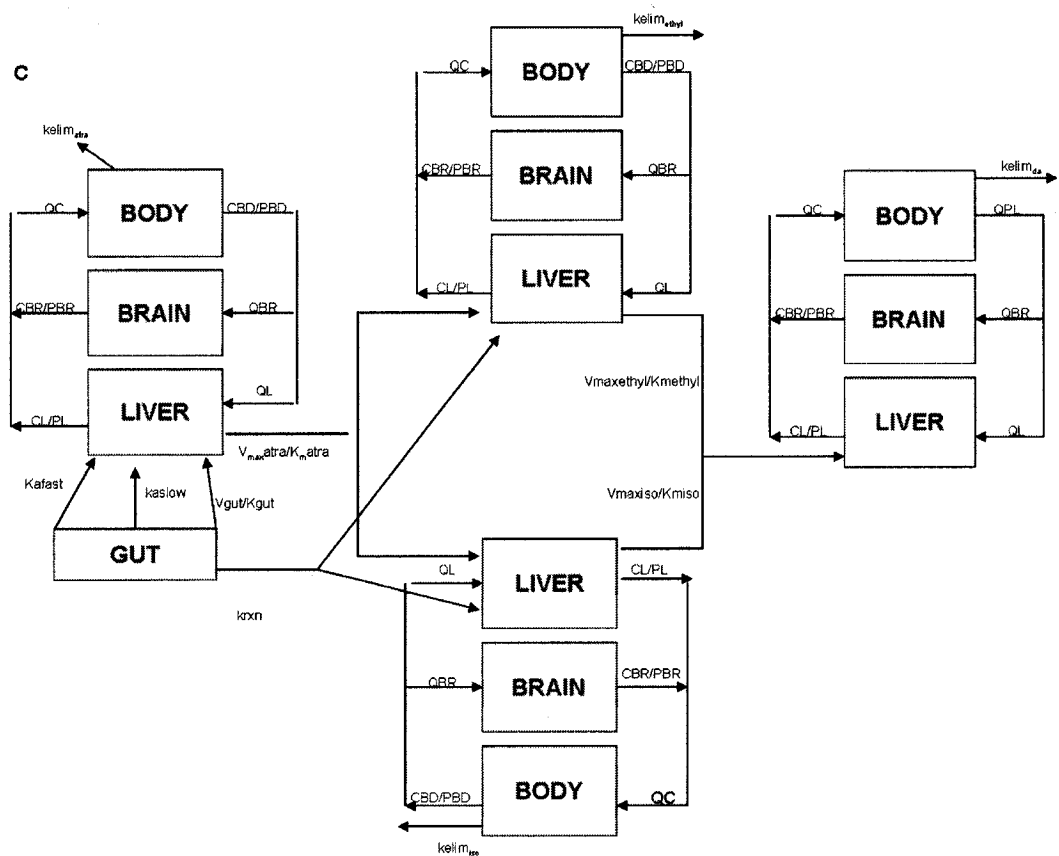 C
kelim_atra
QC
BODY
CBD/PBD
CBR/PBR
BRAIN
QBR
LIVER
QL
CL/PL
V_max atra/K_m atra
Kafast
kaslow
Vgut/Kgut
GUT
krxn
kelim_ethyl
QC
BODY
CBD/PBD
CBR/PBR
BRAIN
QBR
LIVER
CL/PL
QL
Vmaxethyl/Kmethyl
Vmaxiso/Kmiso
QL
LIVER
CL/PL
QBR
BRAIN
CBR/PBR
CBD/PBD
BODY
QC
kelim_iso
kelim_da
QC
BODY
QPL
CBR/PBR
BRAIN
QBR
CL/PL
LIVER
QL